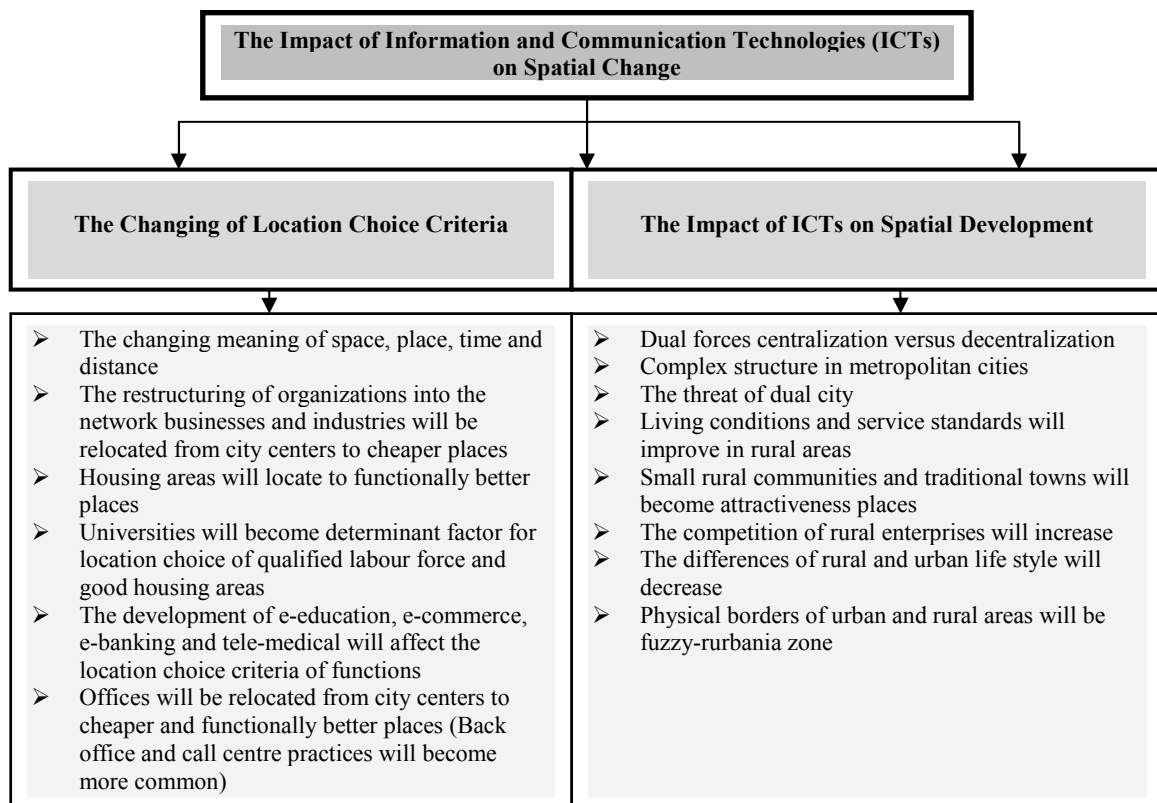 The Impact of Information and Communication Technologies (ICTs)
on Spatial Change
The Changing of Location Choice Criteria
The Impact of ICTs on Spatial Development
➢ The changing meaning of space, place, time and
distance
➢ The restructuring of organizations into the
network businesses and industries will be
relocated from city centers to cheaper places
➢ Housing areas will locate to functionally better
places
➢ Universities will become determinant factor for
location choice of qualified labour force and
good housing areas
➢ The development of e-education, e-commerce,
e-banking and tele-medical will affect the
location choice criteria of functions
➢ Offices will be relocated from city centers to
cheaper and functionally better places (Back
office and call centre practices will become
more common)
➢ Dual forces centralization versus decentralization
➢ Complex structure in metropolitan cities
➢ The threat of dual city
➢ Living conditions and service standards will
improve in rural areas
➢ Small rural communities and traditional towns will
become attractiveness places
➢ The competition of rural enterprises will increase
➢ The differences of rural and urban life style will
decrease
➢ Physical borders of urban and rural areas will be
fuzzy-rurbania zone